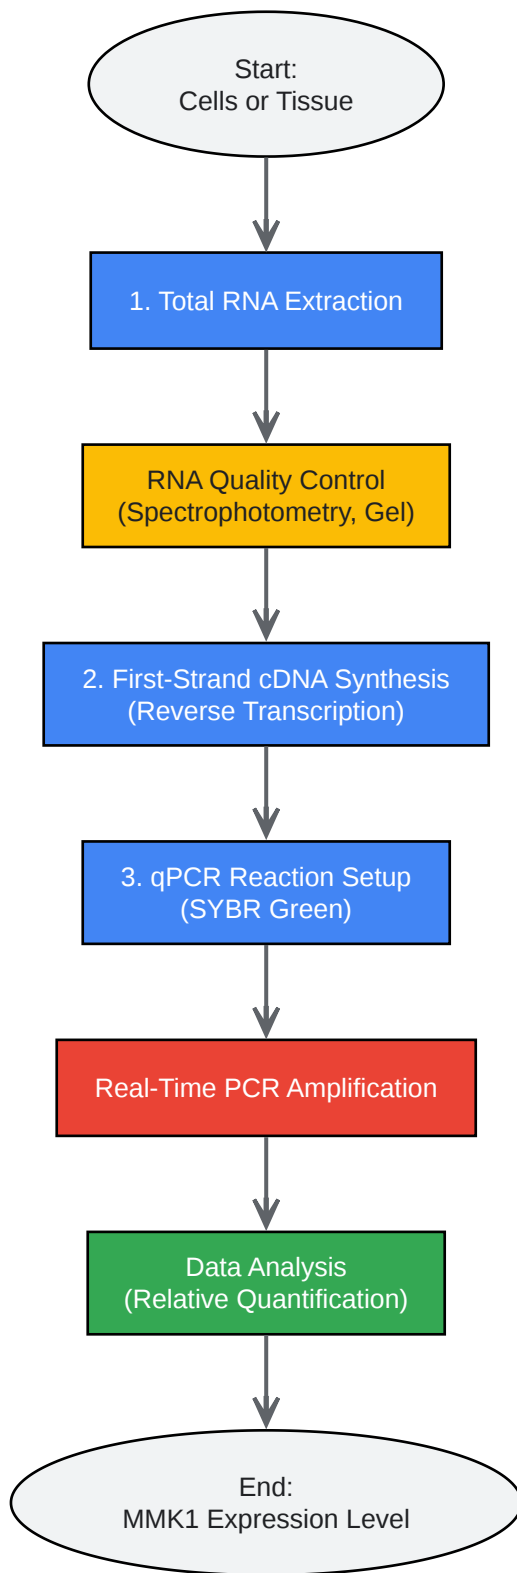 Start:
Cells or Tissue
1. Total RNA Extraction
RNA Quality Control
(Spectrophotometry, Gel)
2. First-Strand cDNA Synthesis
(Reverse Transcription)
3. qPCR Reaction Setup
(SYBR Green)
Real-Time PCR Amplification
Data Analysis
(Relative Quantification)
End:
MMK1 Expression Level